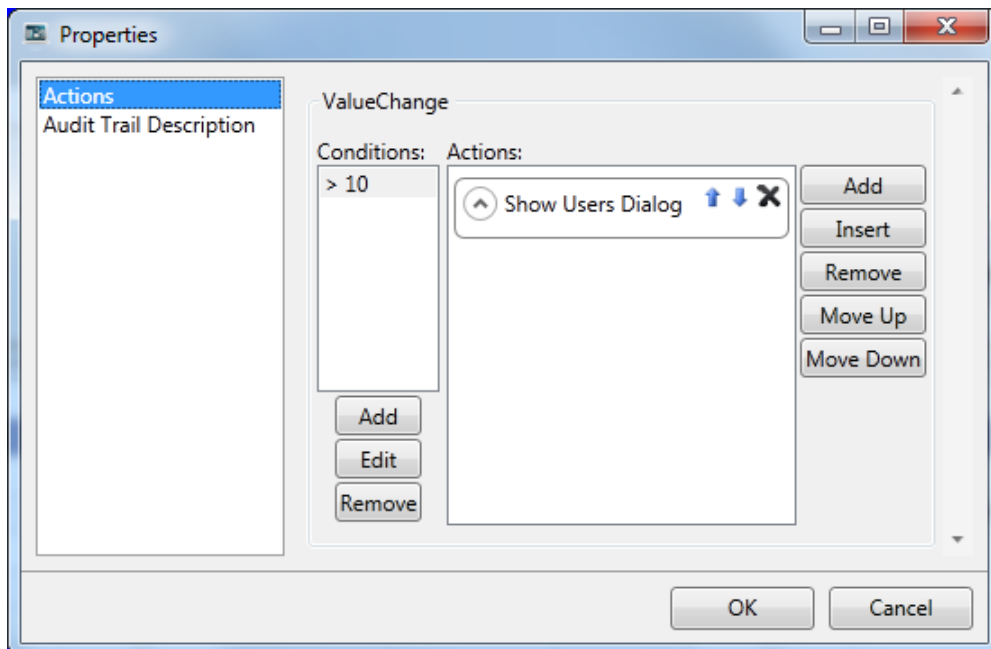 Properties
Actions
Audit Trail Description
ValueChange
Conditions:
Actions:
> 10
Show Users Dialog
Add
Insert
Remove
Move Up
Move Down
Add
Edit
Remove
OK
Cancel